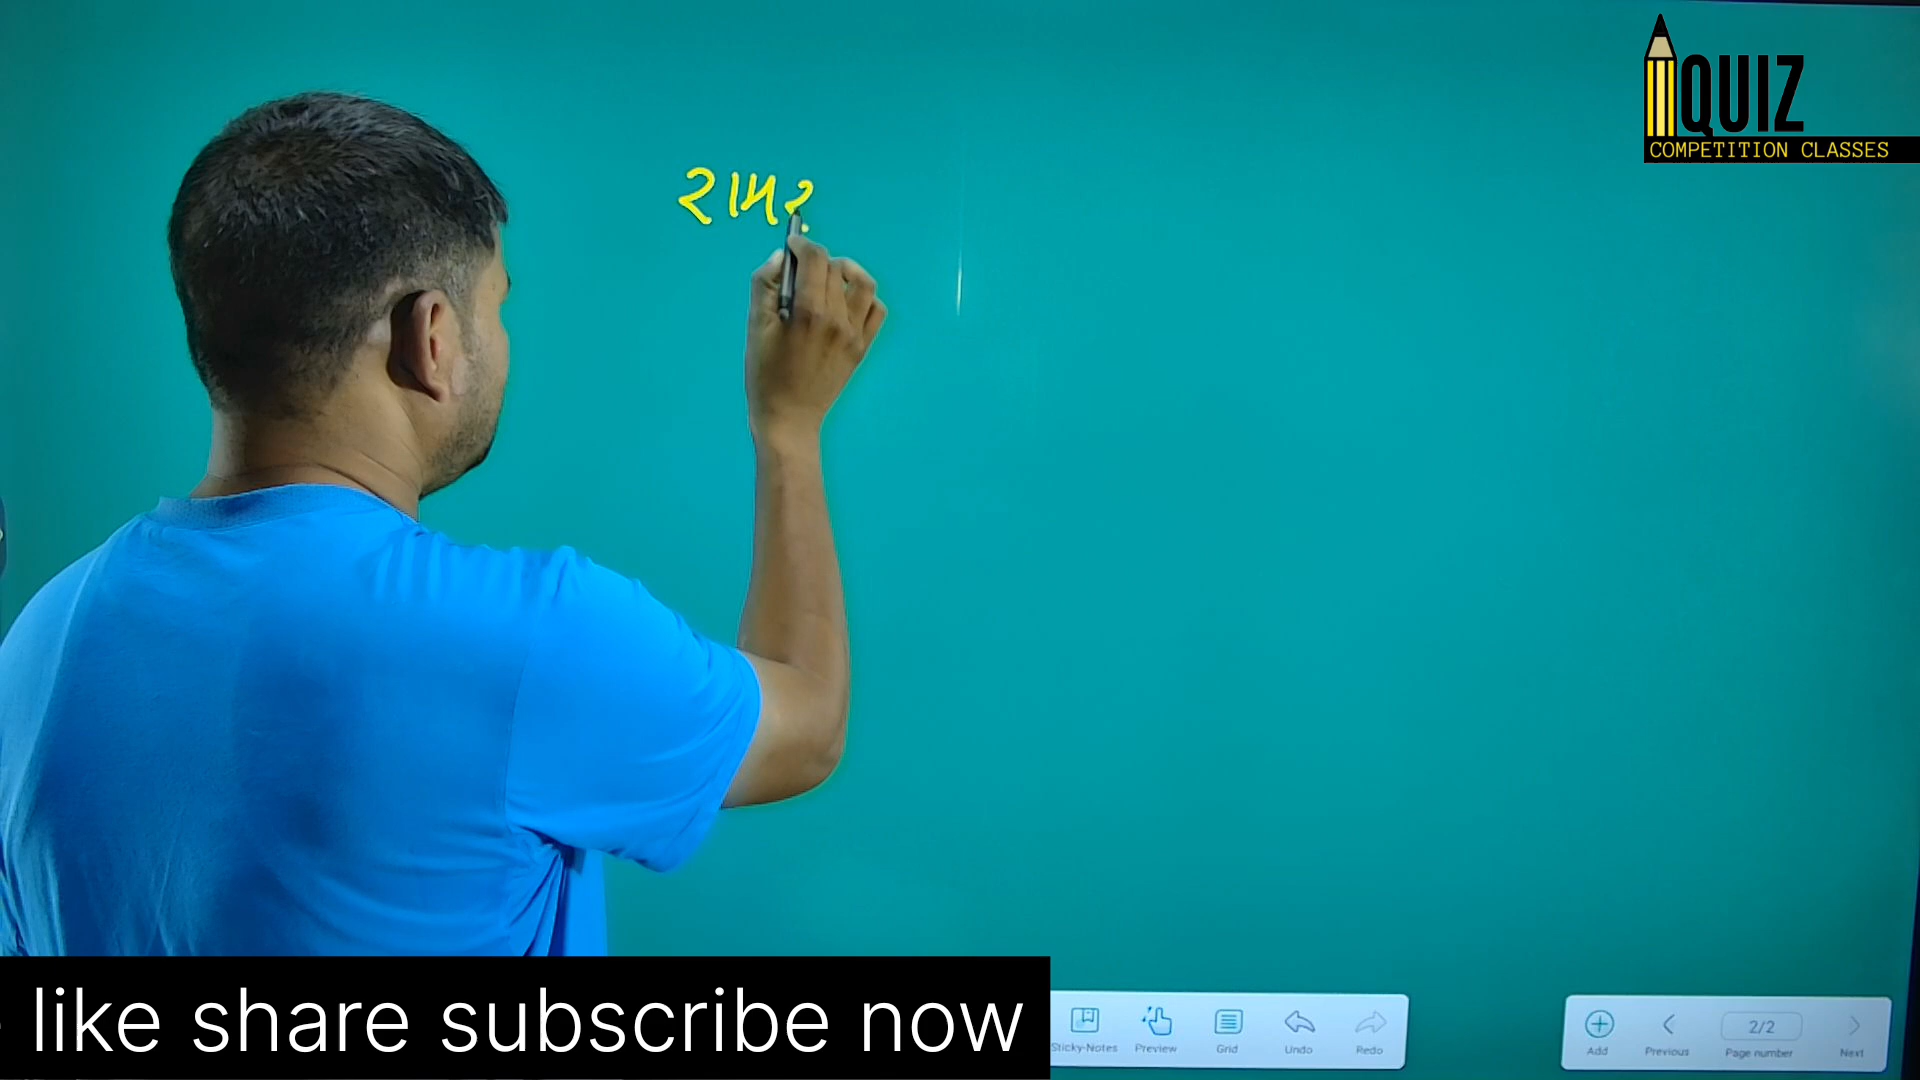 QUIZ
COMPETITION CLASSES
like share subscribe now
Sticky-Notes
Preview
Grid
Undo
Redo
Add
Previous
2/2
Page number
Next